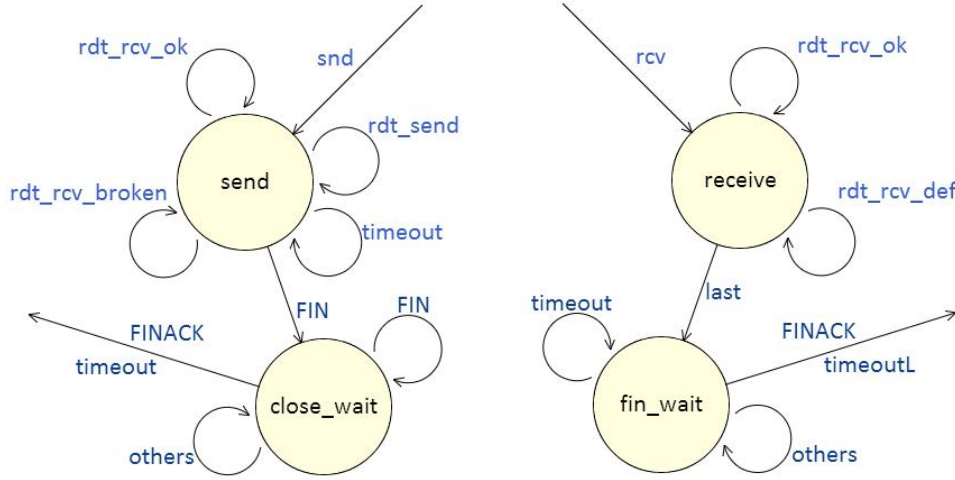 rdt_rcv_ok
snd
rdt_send
send
rdt_rcv_broken
timeout
FIN
FIN
FINACK
timeout
close_wait
others
rcv
rdt_rcv_ok
receive
rdt_rcv_def
last
timeout
FINACK
timeoutL
fin_wait
others